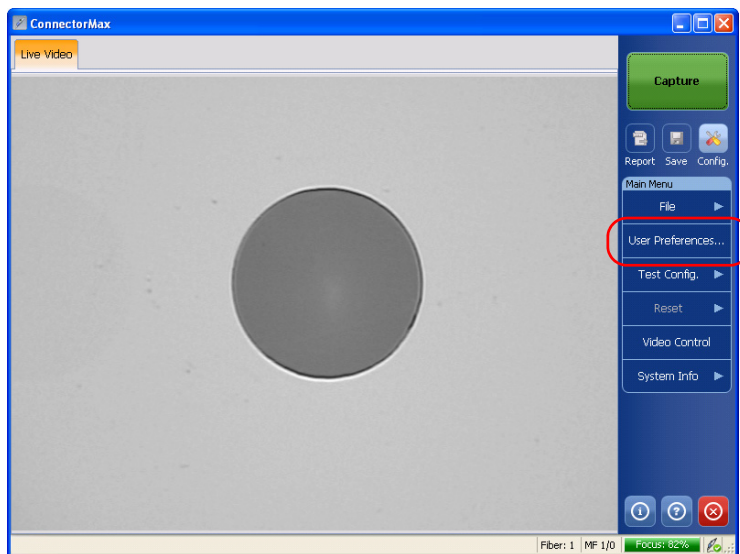 ConnectorMax
Live Video
Capture
Report Save Config.
Main Menu
File
User Preferences...
Test Config.
Reset
Video Control
System Info
Fiber: 1 MF 1/0 Focus: 82%